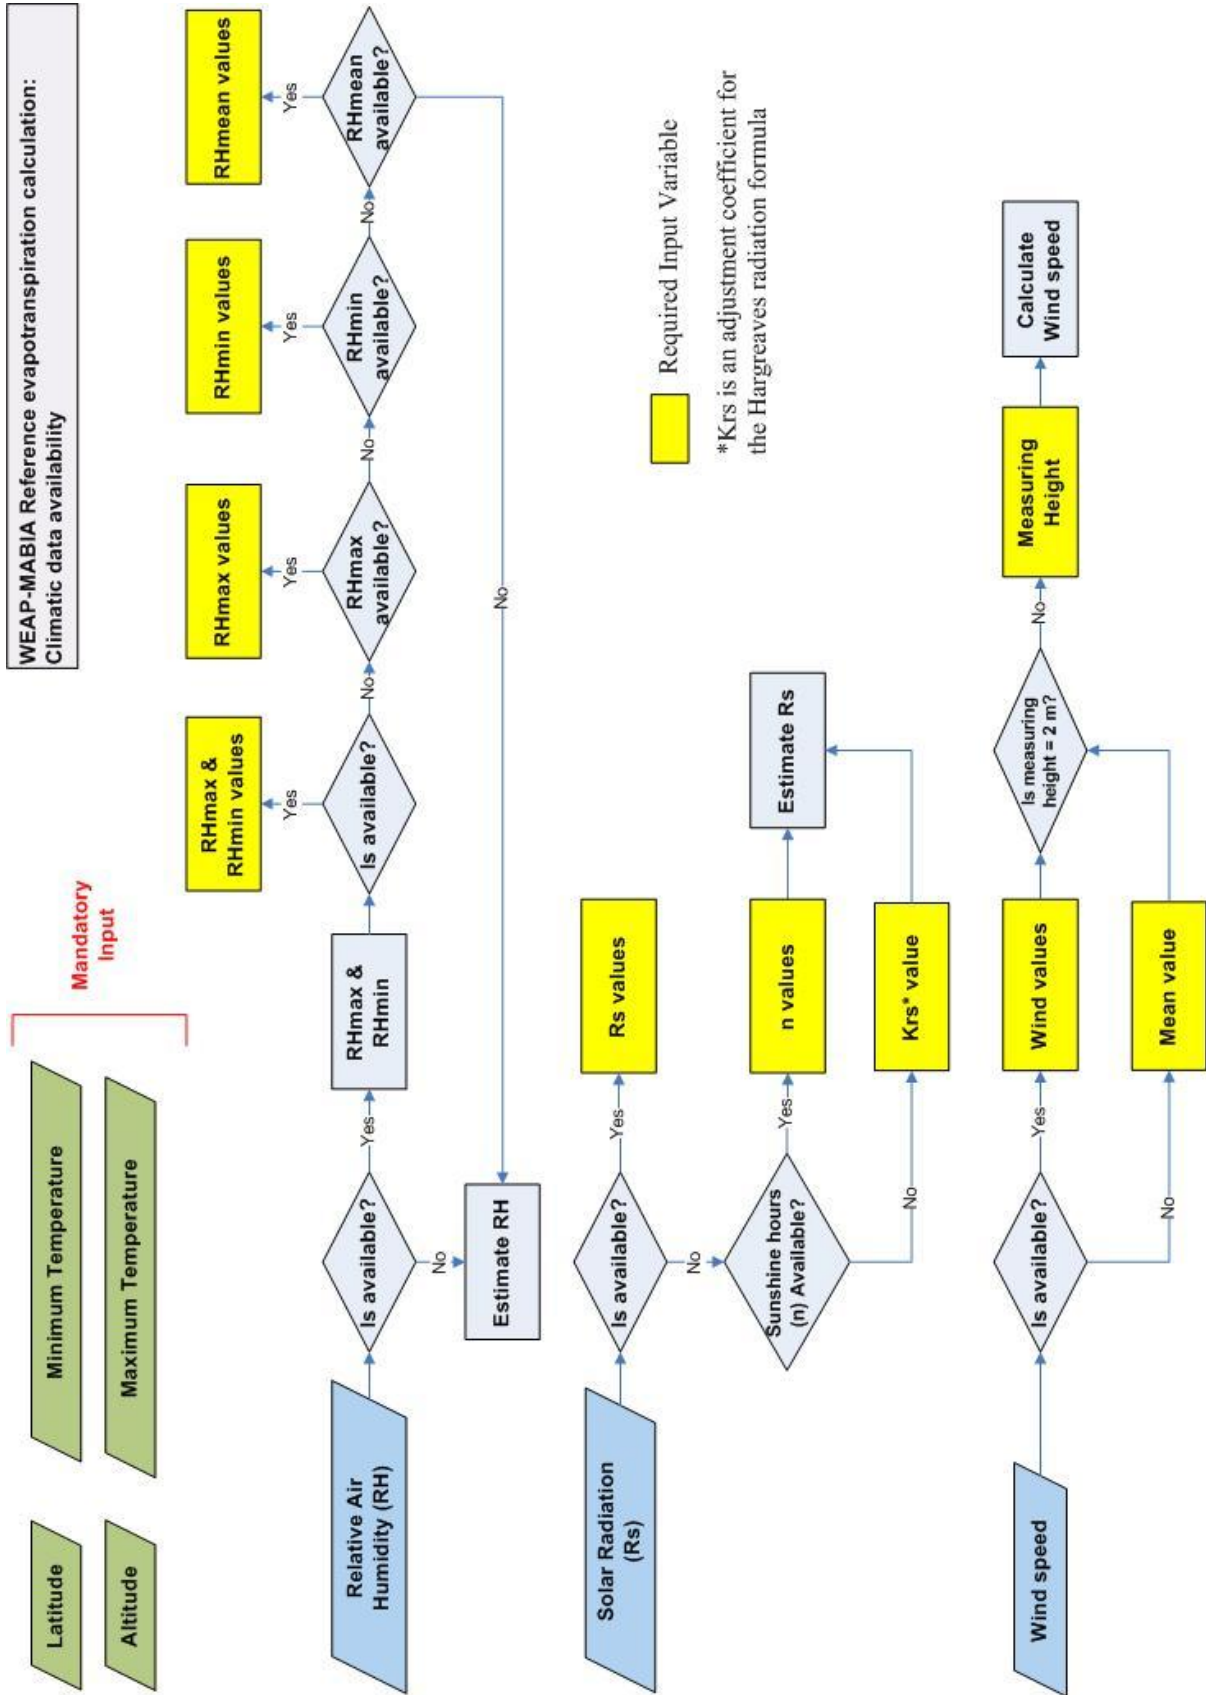 WEAP-MABIA Reference evapotranspiration calculation:
Climatic data availability
Latitude
Minimum Temperature
Altitude
Maximum Temperature
Mandatory
Input
Relative Air
Humidity (RH)
Is available?
Yes
No
Estimate RH
RHmax &
RHmin
Is available?
Yes
RHmax &
RHmin values
No
RHmax
available?
Yes
RHmax values
No
RHmin
available?
Yes
RHmin values
No
RHmean
available?
Yes
RHmean values
No
Solar Radiation
(Rs)
Is available?
Yes
Rs values
No
Sunshine hours
(n) Available?
Yes
n values
No
Krs* value
Estimate Rs
Required Input Variable
*Krs is an adjustment coefficient for
the Hargreaves radiation formula
Wind speed
Is available?
Yes
Wind values
No
Mean value
Is measuring
height = 2 m?
No
Measuring
Height
Calculate
Wind speed